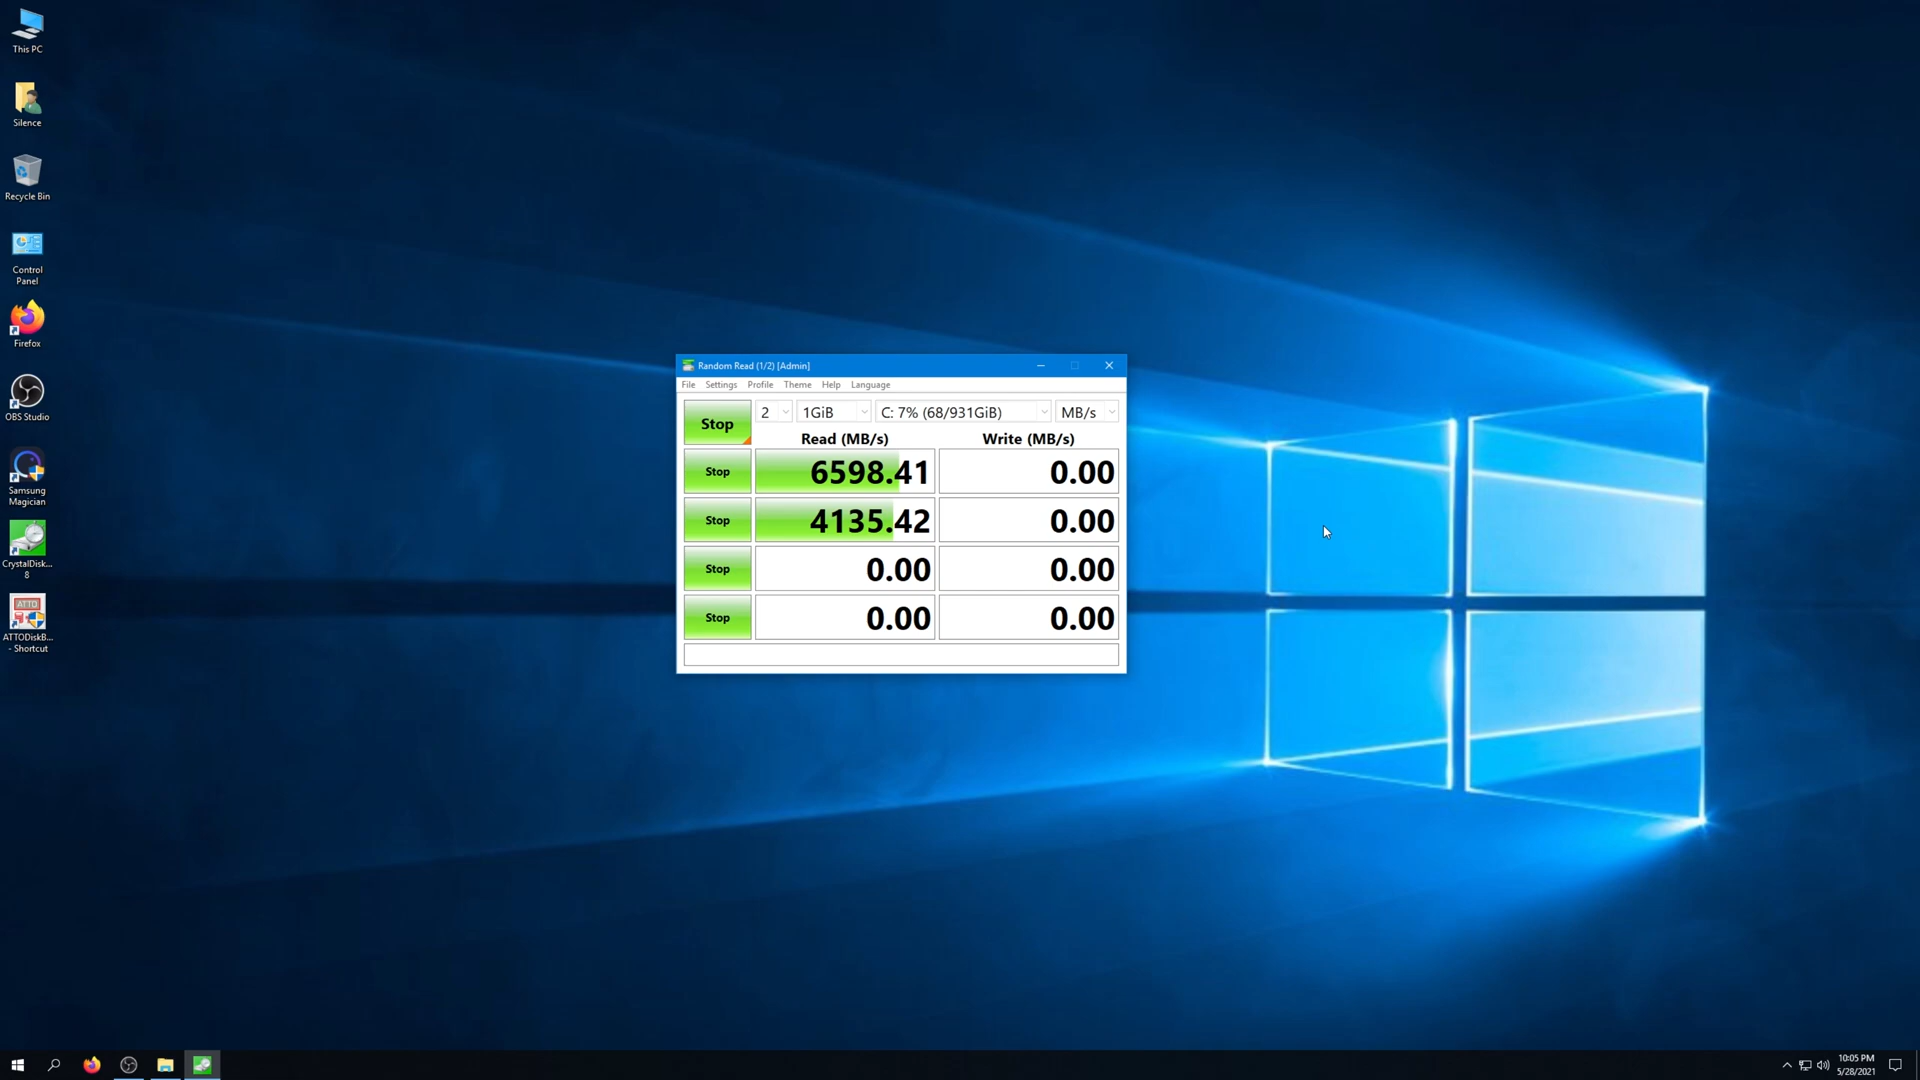 This PC
Silence
Recycle Bin
Control
Panel
Firefox
OBS Studio
Samsung
Magician
CrystalDisk...
8
ATTO
ATTODiskB...
- Shortcut
Random Read (1/2) [Admin]
File Settings Profile Theme Help Language
Stop 2 1GiB C: 7% (68/931GiB) MB/s
Read (MB/s) Write (MB/s)
Stop 6598.41 0.00
Stop 4135.42 0.00
Stop 0.00 0.00
Stop 0.00 0.00
10:05 PM
5/28/2021